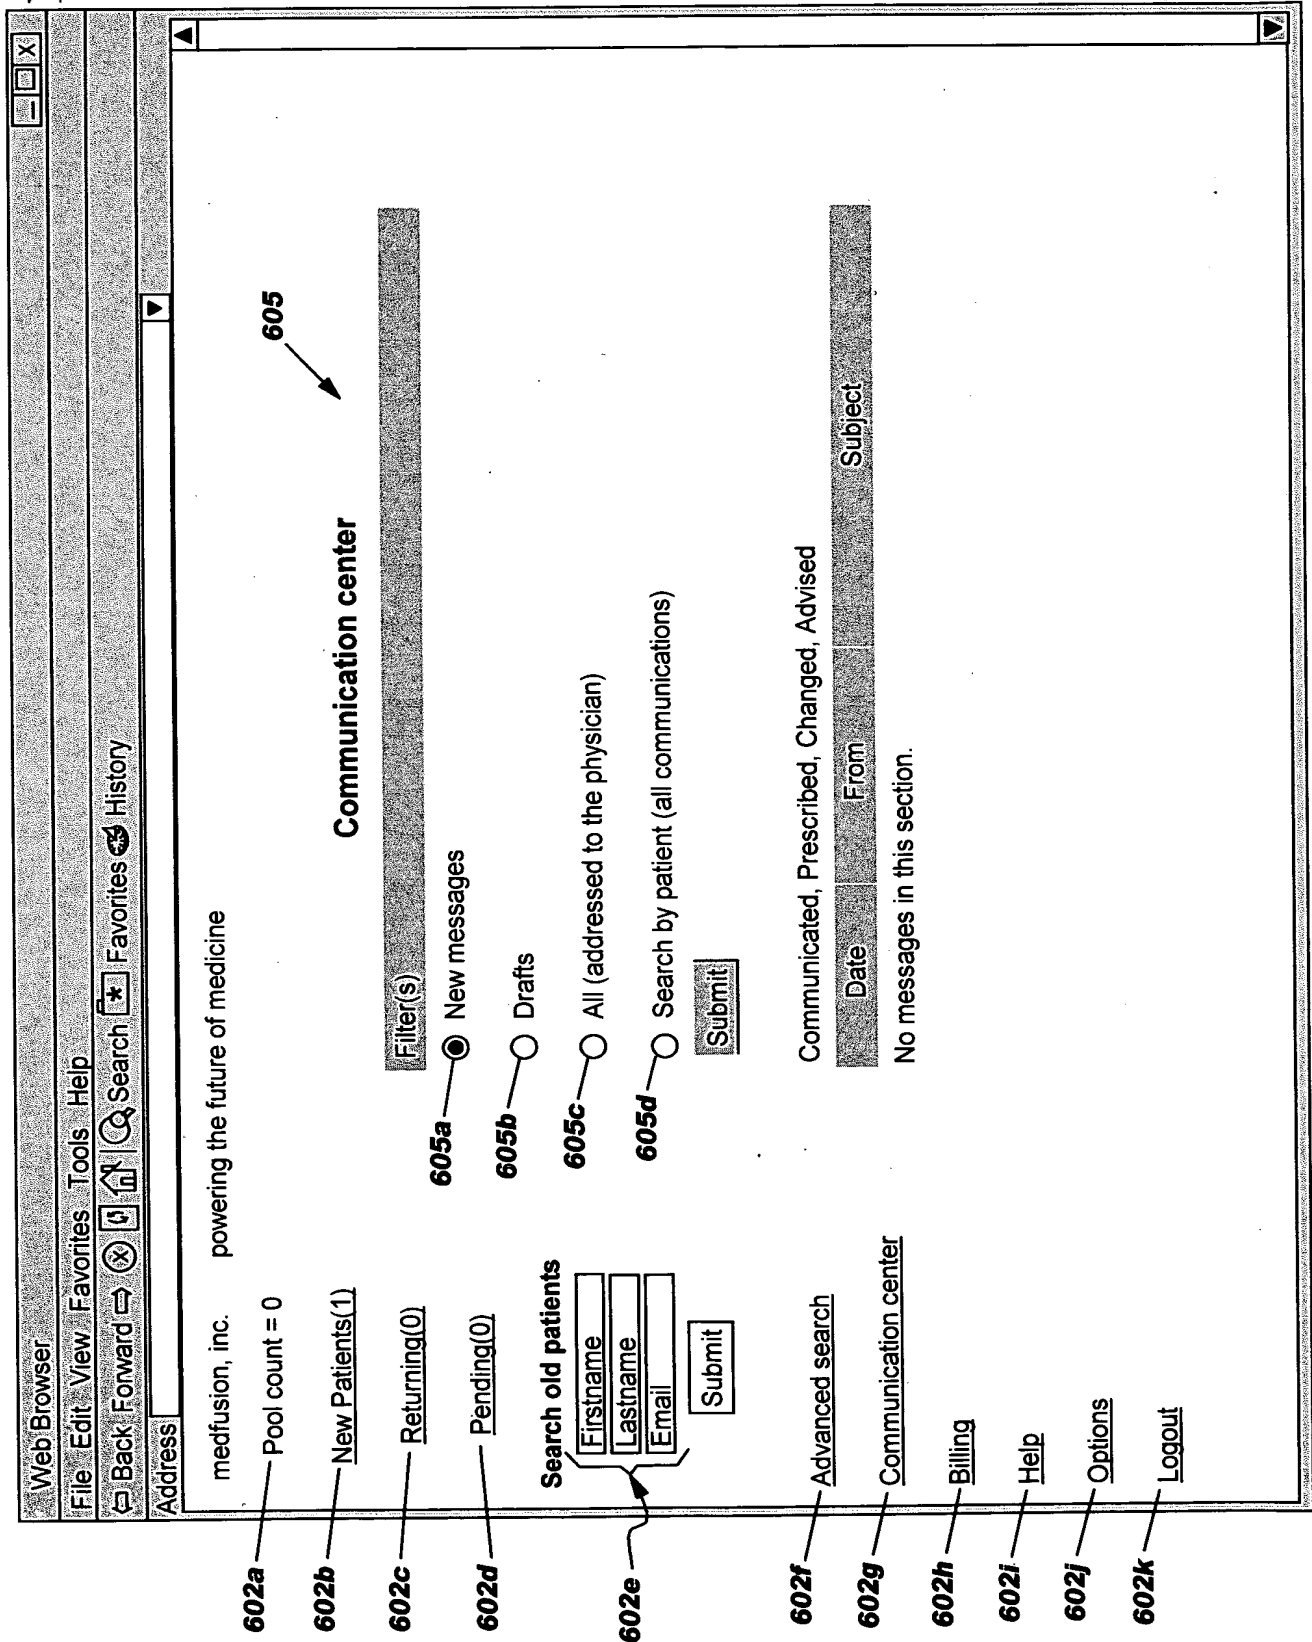 Web Browser
File Edit View Favorites Tools Help
Back Forward Search Favorites History
Address
medfusion, inc. powering the future of medicine
602a Pool count = 0
602b New Patients(1)
602c Returning(0)
602d Pending(0)
Search old patients
602e
Firstname
Lastname
Email
Submit
602f Advanced search
602g Communication center
602h Billing
602i Help
602j Options
602k Logout
605
Communication center
Filter(s)
605a New messages
605b Drafts
605c All (addressed to the physician)
605d Search by patient (all communications)
Submit
Communicated, Prescribed, Changed, Advised
Date From Subject
No messages in this section.